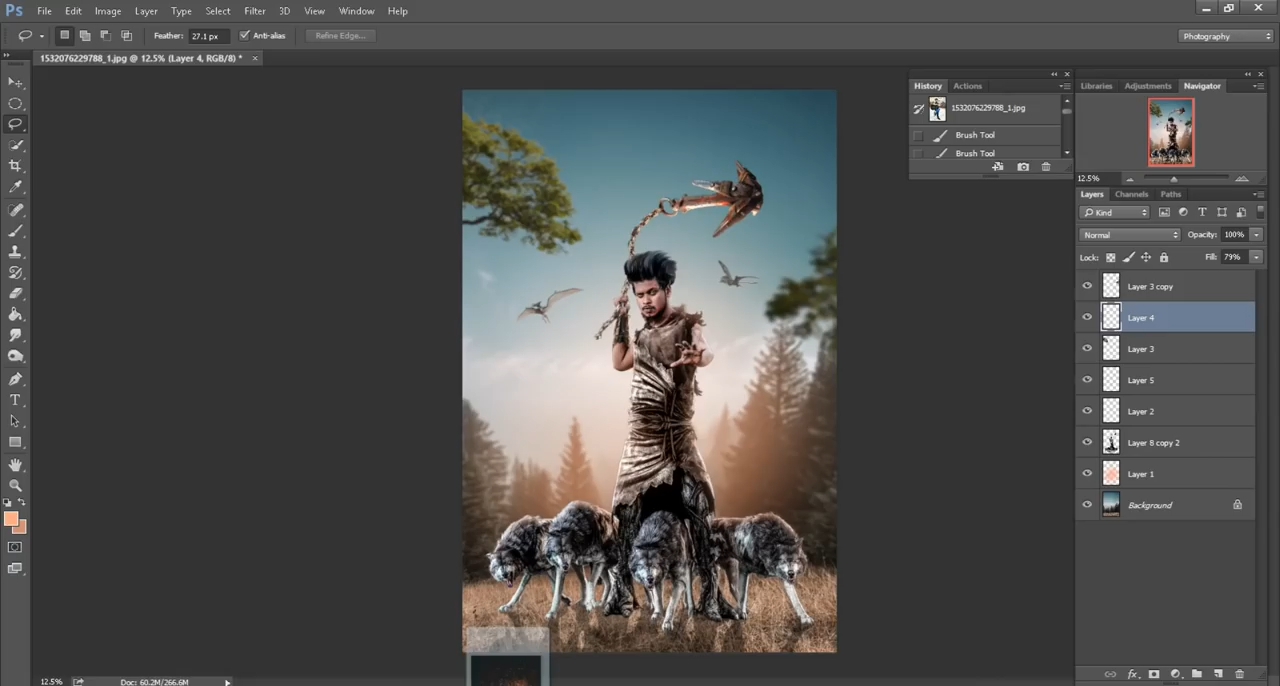 Ps File Edit Image Layer Type Select Filter 3D View Window Help
Feather: 27.1 px Anti-alias Refine Edge... Photography
1532076229788_1.jpg @ 12.5% (Layer 4, RGB/8) * ×
History Actions
1532076229788_1.jpg
Brush Tool
Brush Tool
Libraries Adjustments Navigator
12.5%
Layers Channels Paths
Kind
Normal Opacity: 100%
Lock: Fill: 79%
Layer 3 copy
Layer 4
Layer 3
Layer 5
Layer 2
Layer 8 copy 2
Layer 1
Background
12.5% Doc: 60.2M/266.6M